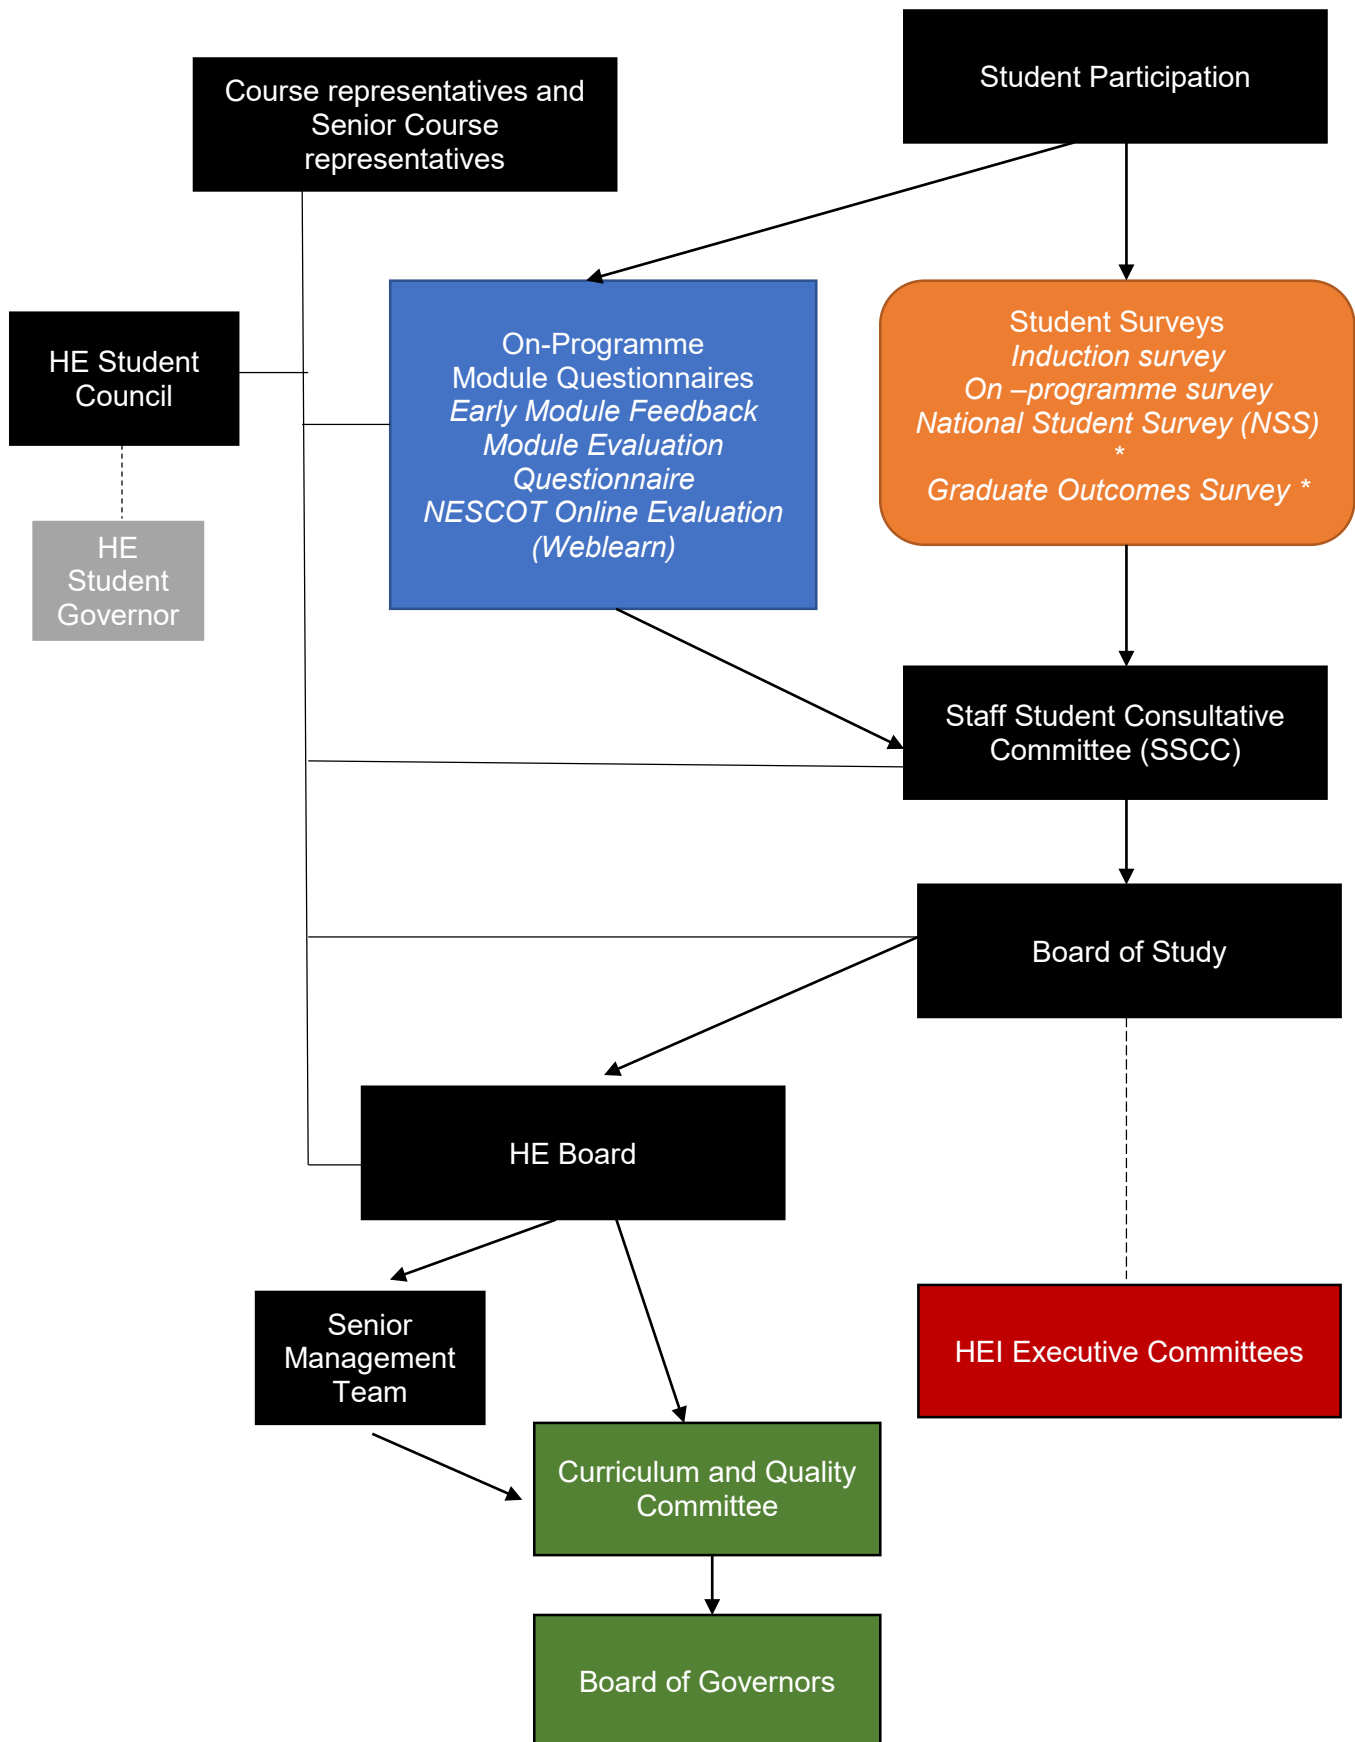 Student Participation
Course representatives and
Senior Course
representatives
HE Student
Council
On-Programme
Module Questionnaires
Early Module Feedback
Module Evaluation
Questionnaire
NESCOT Online Evaluation
(Weblearn)
Student Surveys
Induction survey
On –programme survey
National Student Survey (NSS)
*
Graduate Outcomes Survey *
HE
Student
Governor
Staff Student Consultative
Committee (SSCC)
Board of Study
HE Board
Senior
Management
Team
HEI Executive Committees
Curriculum and Quality
Committee
Board of Governors